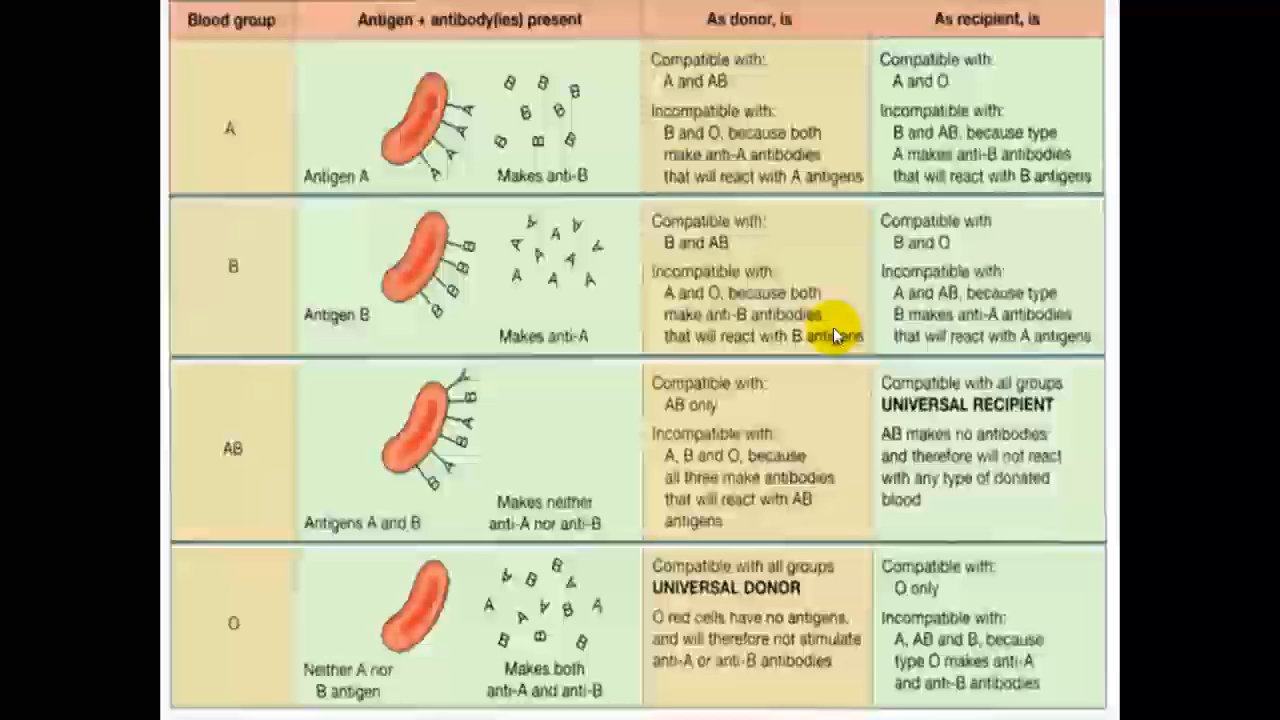 Blood group Antigen + antibody(ies) present As donor, is As recipient, is
A
A
A
A
A
B B B
B B
B B B
Antigen A
Makes anti-B
Compatible with:
A and AB
Incompatible with:
B and O, because both
make anti-A antibodies
that will react with A antigens
Compatible with:
A and O
Incompatible with:
B and AB, because type
A makes anti-B antibodies
that will react with B antigens
B
B
B
B
B
A A A
A A
A A
A A A
Antigen B
Makes anti-A
Compatible with:
B and AB
Incompatible with:
A and O, because both
make anti-B antibodies
that will react with B antigens
Compatible with
B and O
Incompatible with:
A and AB, because type
B makes anti-A antibodies
that will react with A antigens
AB
A
B
A
B
A
B
Antigens A and B
Makes neither
anti-A nor anti-B
Compatible with:
AB only
Incompatible with:
A, B and O, because
all three make antibodies
that will react with AB
antigens
Compatible with all groups
UNIVERSAL RECIPIENT
AB makes no antibodies
and therefore will not react
with any type of donated
blood
O
A B B A
A A A B A
B B B
Neither A nor
B antigen
Makes both
anti-A and anti-B
Compatible with all groups
UNIVERSAL DONOR
O red cells have no antigens,
and will therefore not stimulate
anti-A or anti-B antibodies
Compatible with:
O only
Incompatible with:
A, AB and B, because
type O makes anti-A
and anti-B antibodies